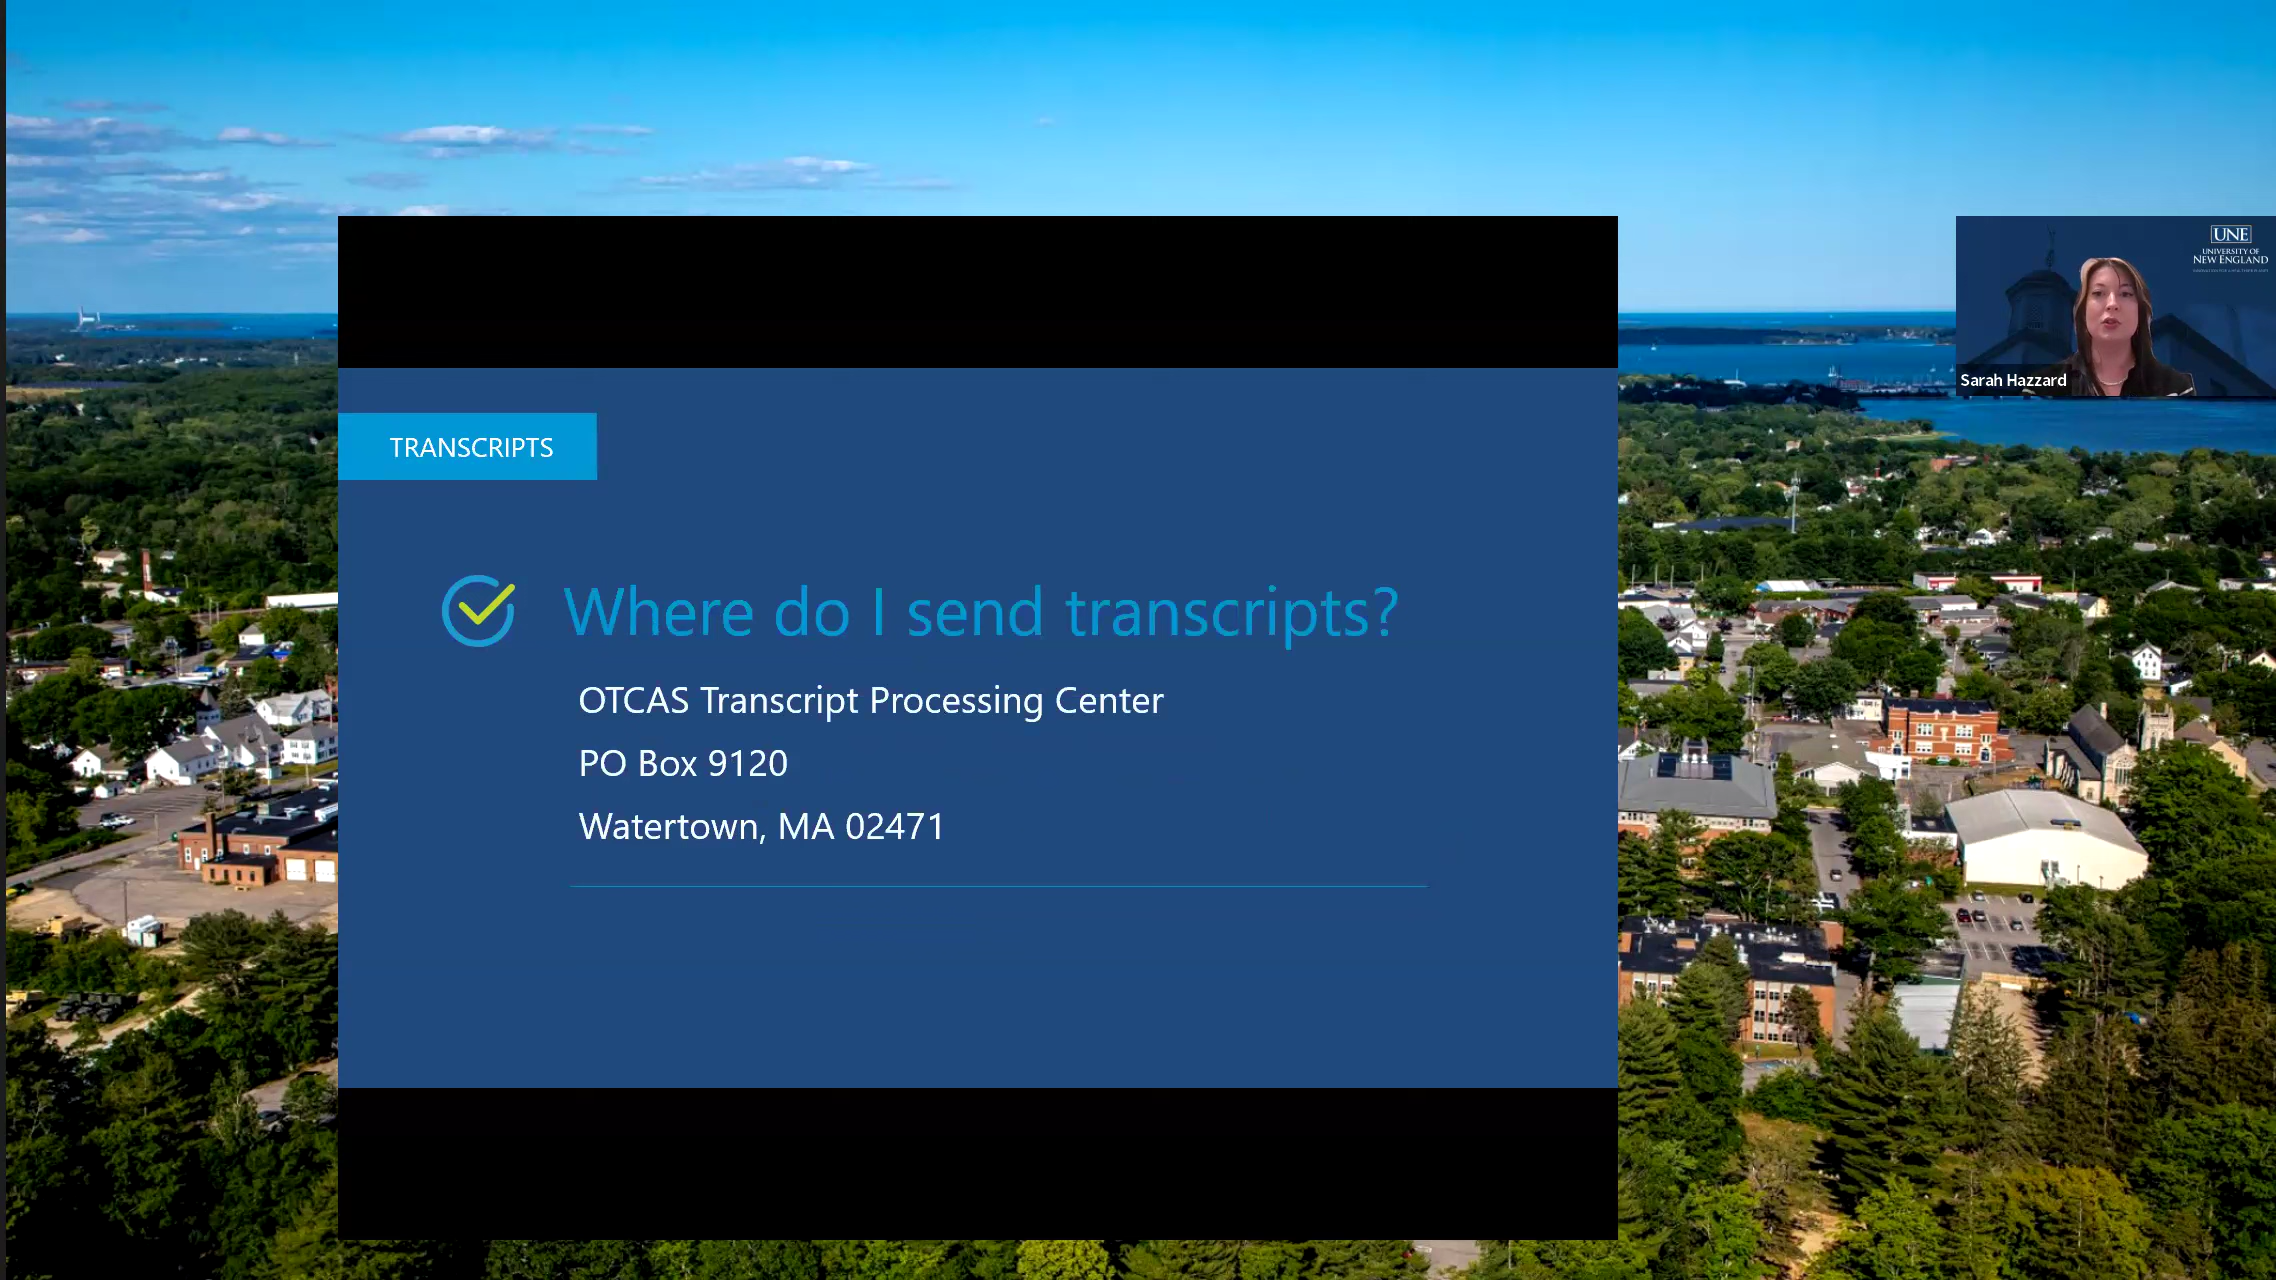 UNE
UNIVERSITY OF
NEW ENGLAND
Sarah Hazzard
TRANSCRIPTS
Where do I send transcripts?
OTCAS Transcript Processing Center
PO Box 9120
Watertown, MA 02471